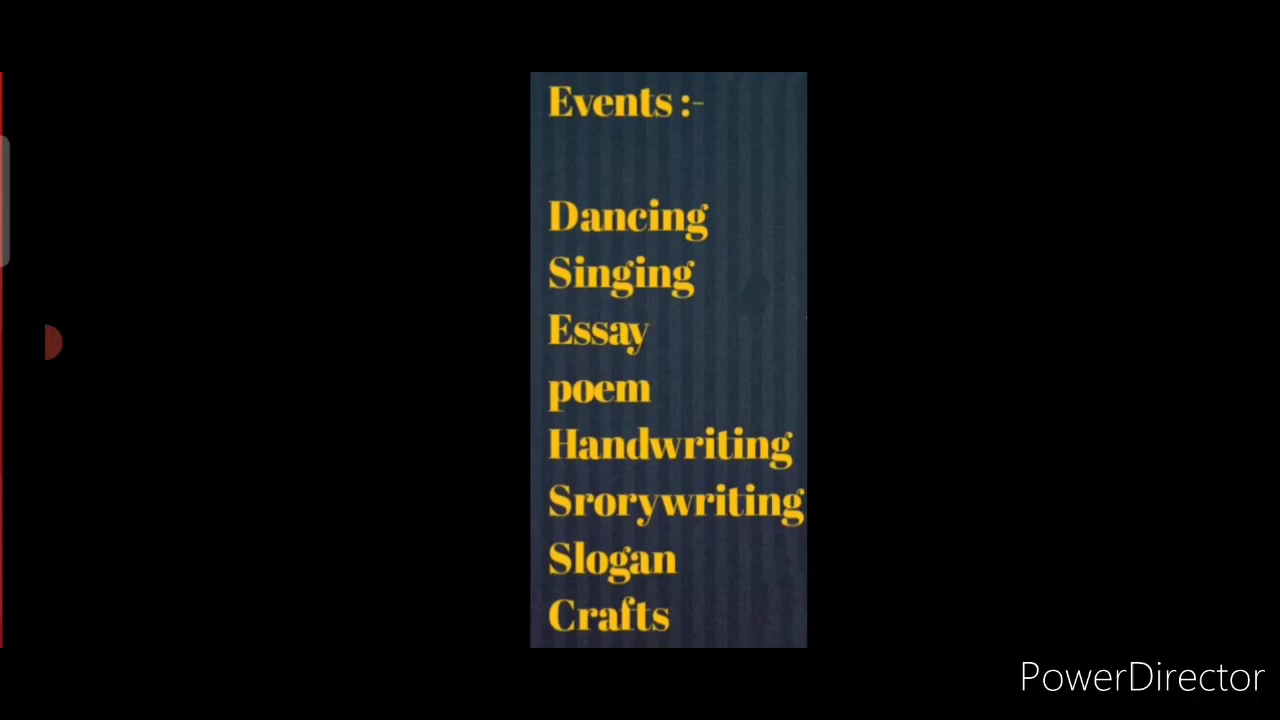 Events :-
Dancing
Singing
Essay
poem
Handwriting
Srorywriting
Slogan
Crafts
PowerDirector